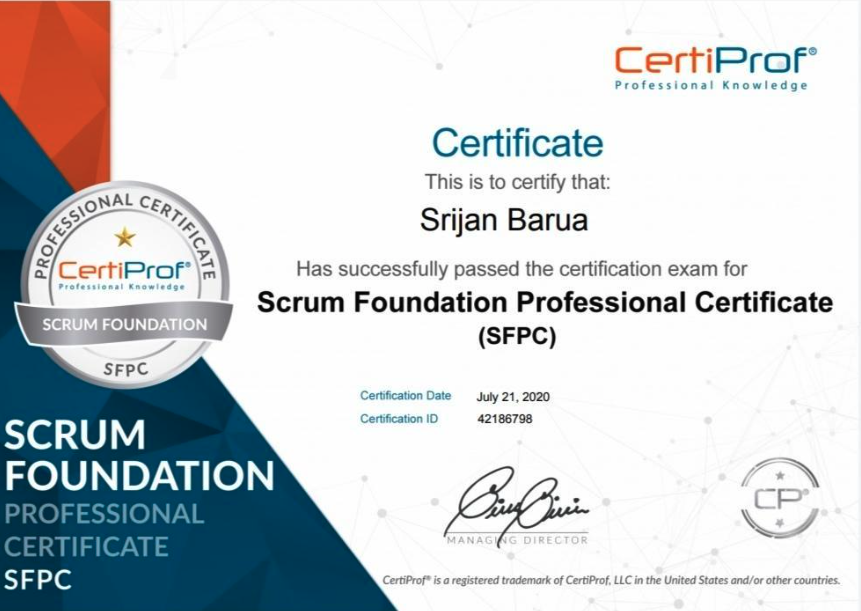 CertiProf®
Professional Knowledge
Certificate
This is to certify that:
Srijan Barua
Has successfully passed the certification exam for
Scrum Foundation Professional Certificate
(SFPC)
Certification Date July 21, 2020
Certification ID 42186798
MANAGING DIRECTOR
CP®
CertiProf® is a registered trademark of CertiProf, LLC in the United States and/or other countries.
PROFESSIONAL CERTIFICATE
CertiProf®
Professional Knowledge
SCRUM FOUNDATION
SFPC
SCRUM
FOUNDATION
PROFESSIONAL
CERTIFICATE
SFPC